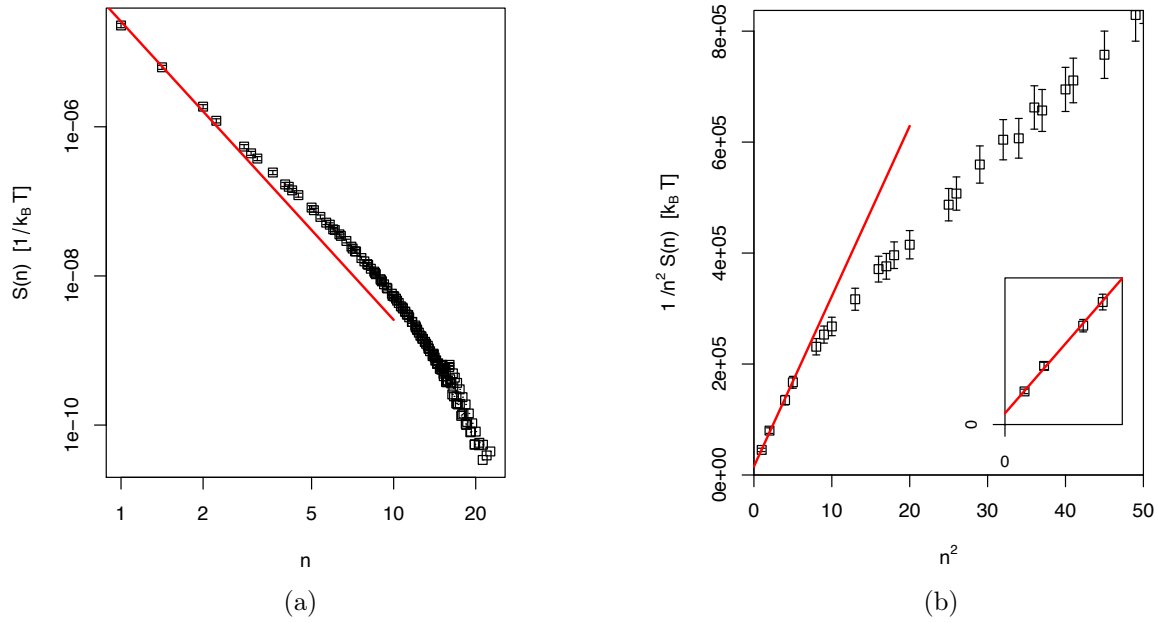 S(n) [1/k_B T]
1e−06
1e−08
1e−10
1
2
5
10
20
n
(a)
1/n² S(n) [k_B T]
8e+05
6e+05
4e+05
2e+05
0e+00
0
0
0
10
20
30
40
50
n²
(b)